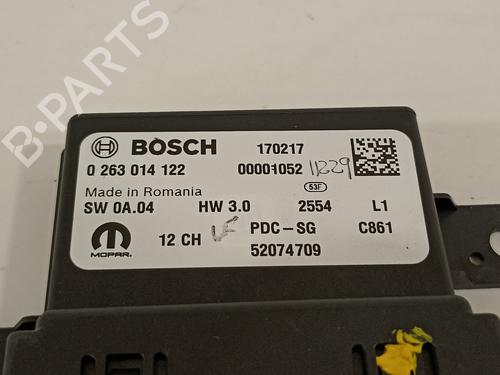 B-Parts
BOSCH 170217
0 263 014 122 00001052 11229
Made in Romania 53F
SW 0A.04 HW 3.0 2554 L1
12 CH PDC-SG C861
MOPAR. 52074709